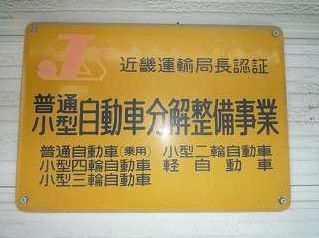 近畿運輸局長認証
普通
小型自動車分解整備事業
普通自動車(乗用) 小型二輪自動車
小型四輪自動車 軽自動車
小型三輪自動車